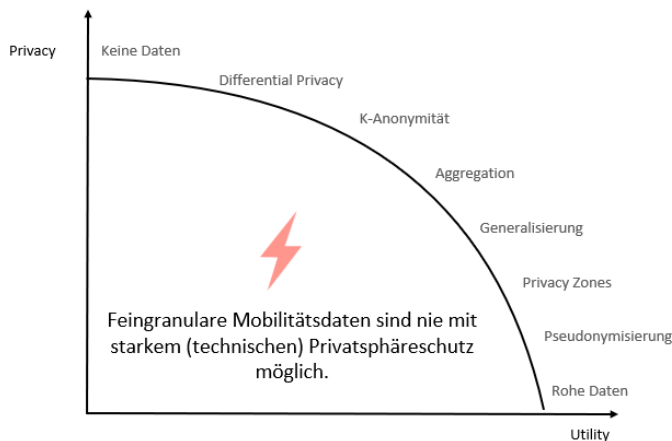 Privacy
Keine Daten
Differential Privacy
K-Anonymität
Aggregation
Generalisierung
Privacy Zones
Feingranulare Mobilitätsdaten sind nie mit
starkem (technischen) Privatsphäreschutz
möglich.
Pseudonymisierung
Rohe Daten
Utility